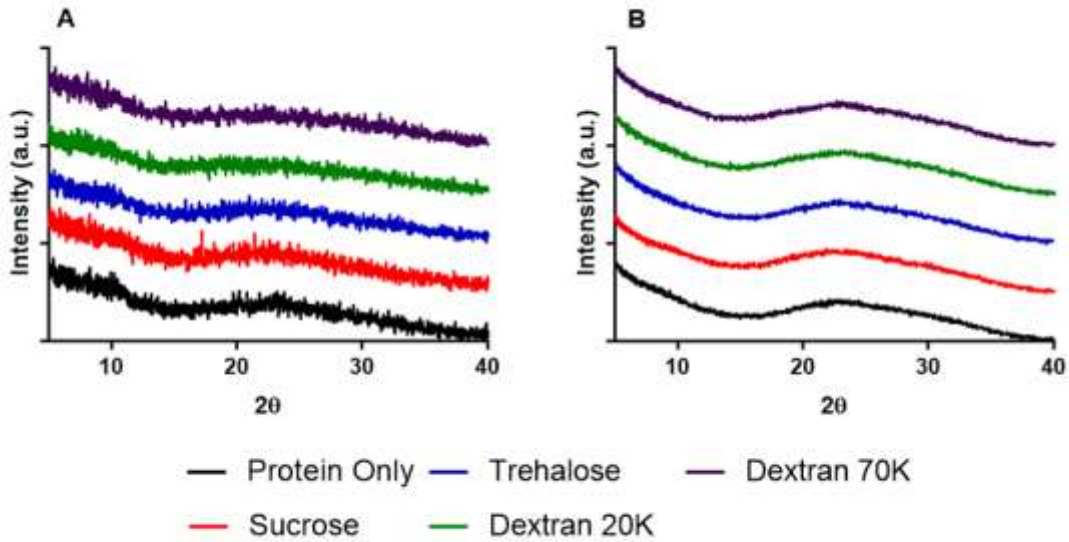 A
B
Intensity (a.u.)
Intensity (a.u.)
10 20 30 40
10 20 30 40
2θ
2θ
Protein Only Trehalose Dextran 70K
Sucrose Dextran 20K